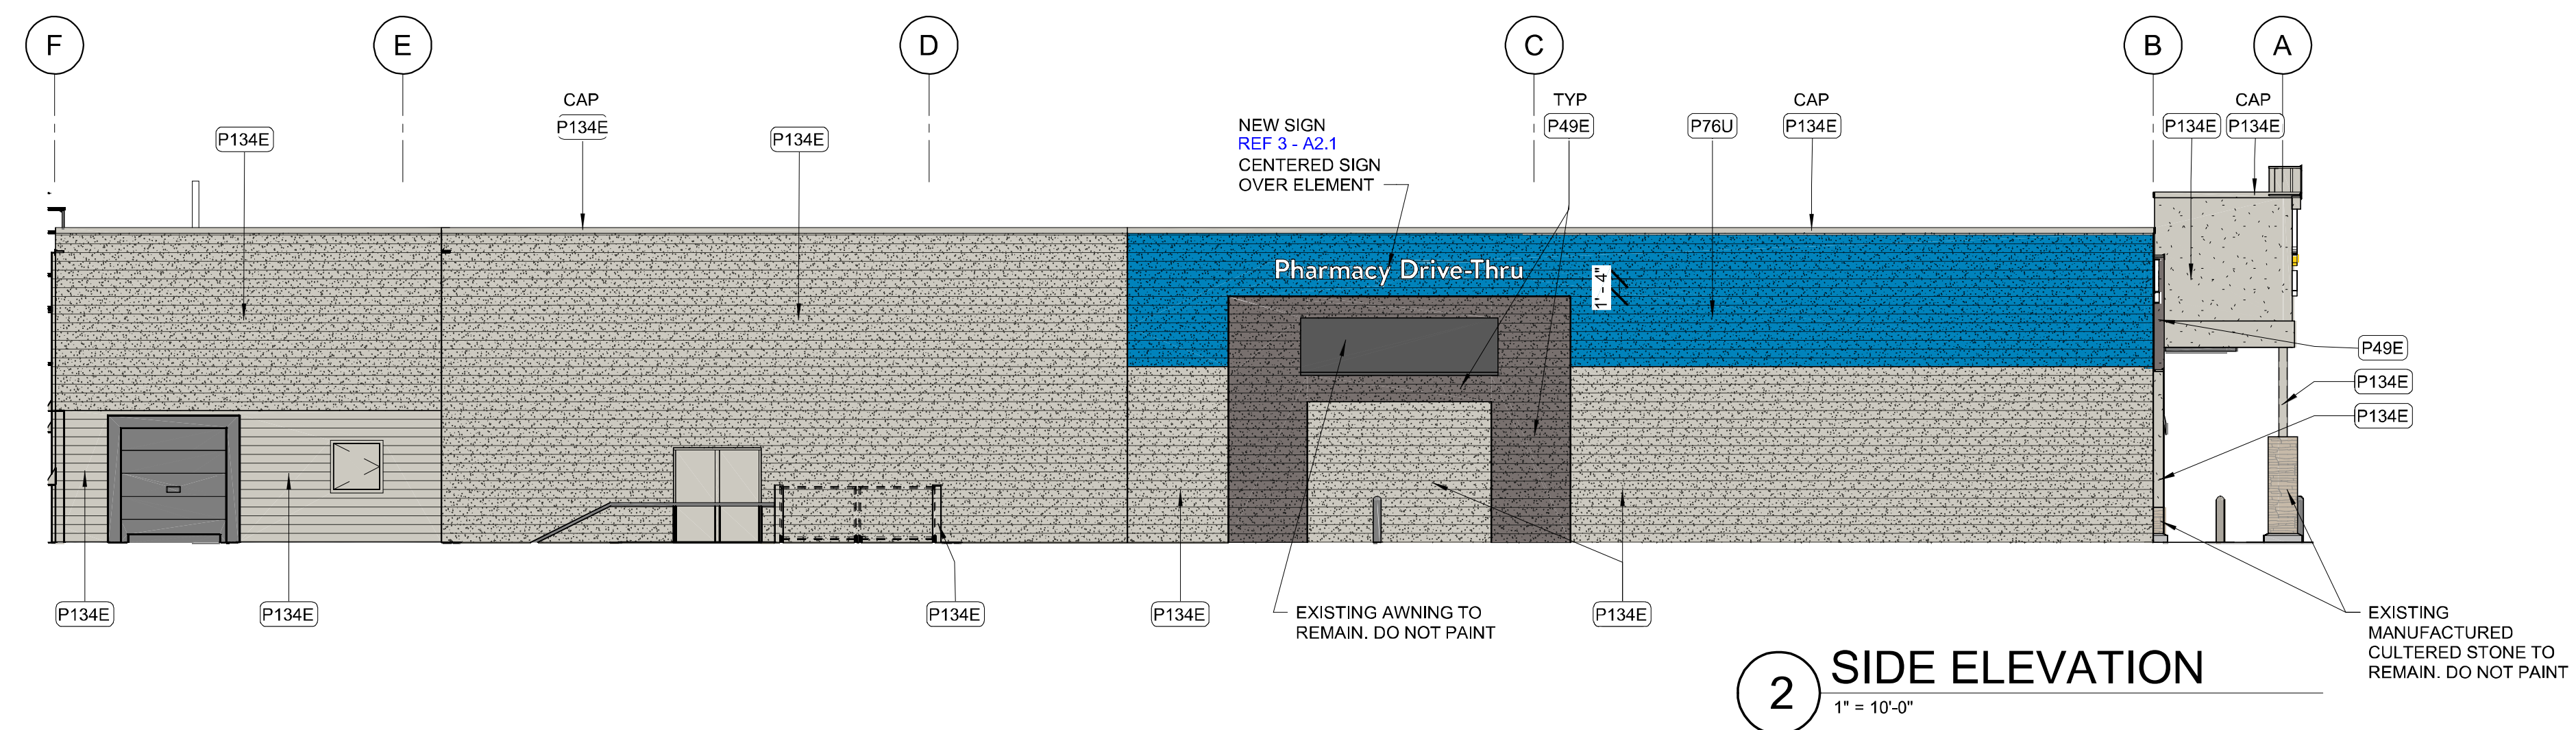 F
E
D
C
B
A
CAP
P134E
P134E
P134E
NEW SIGN
REF 3 - A2.1
CENTERED SIGN
OVER ELEMENT
TYP
P49E
P76U
CAP
P134E
P134E
CAP
P134E
Pharmacy Drive-Thru
1' - 4"
P49E
P134E
P134E
P134E
P134E
P134E
P134E
EXISTING AWNING TO
REMAIN. DO NOT PAINT
P134E
EXISTING
MANUFACTURED
CULTERED STONE TO
REMAIN. DO NOT PAINT
2
SIDE ELEVATION
1" = 10'-0"